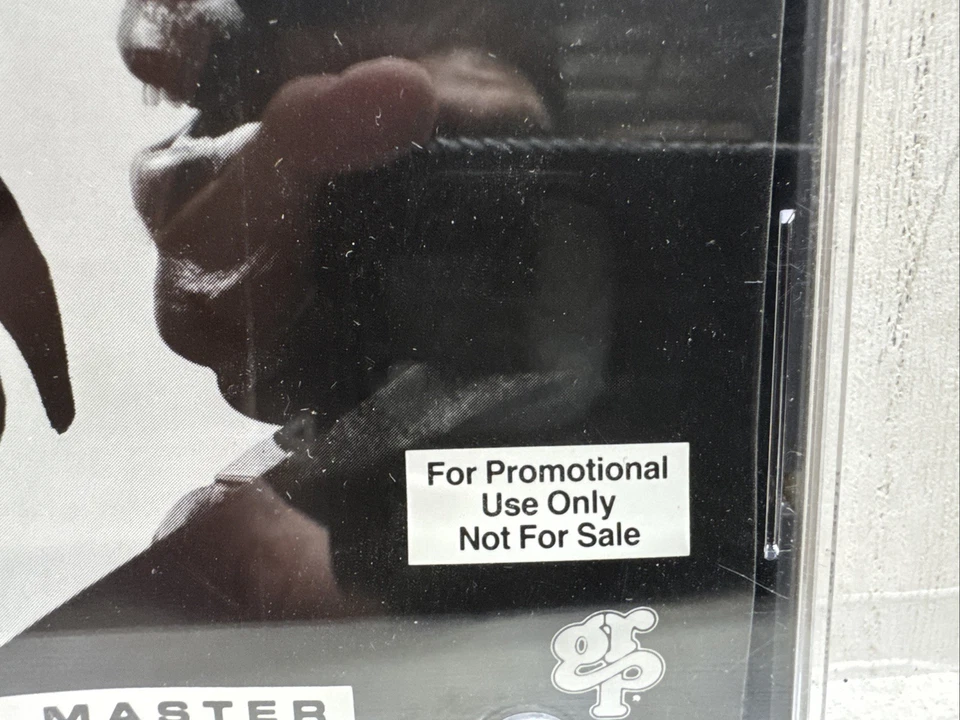 For Promotional
Use Only
Not For Sale
grp
MASTER